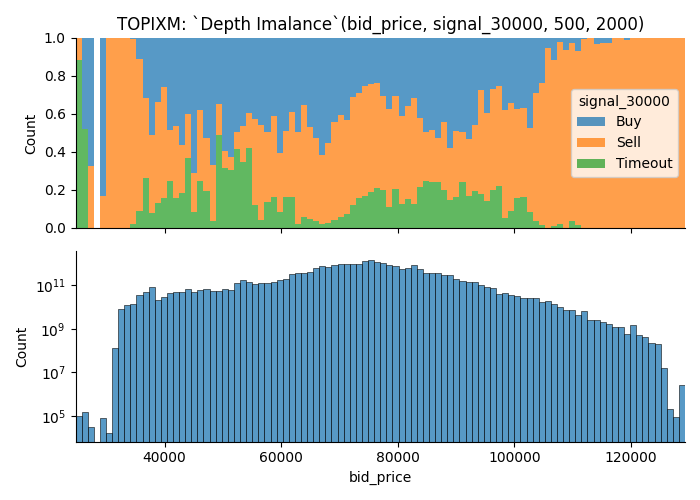 TOPIXM: `Depth Imalance`(bid_price, signal_30000, 500, 2000)
1.0
0.8
0.6
0.4
0.2
0.0
Count
signal_30000
Buy
Sell
Timeout
10^11
10^9
10^7
10^5
Count
40000 60000 80000 100000 120000
bid_price